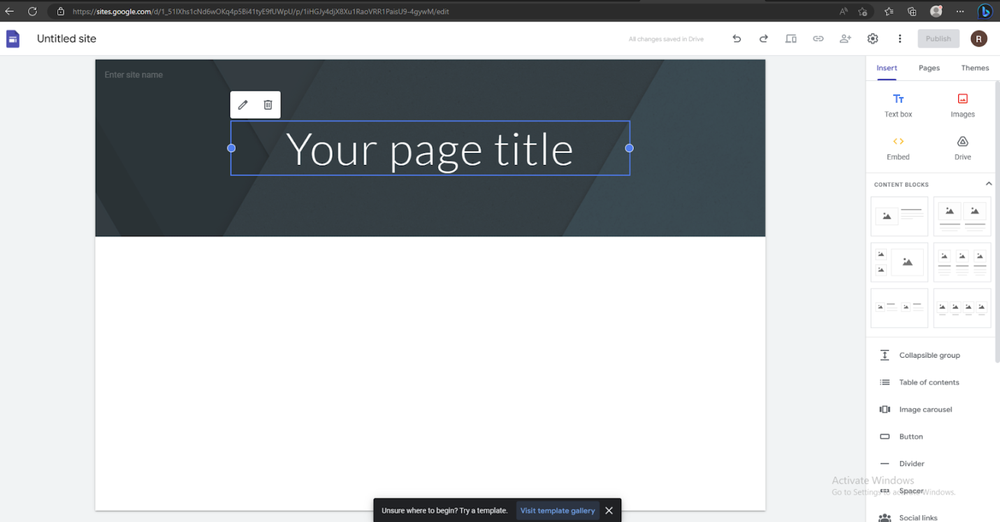 https://sites.google.com/d/1_51IXhs1cNd6wOKq4p5Bi41tyE9fUWpU/p/1iHGJy4djX8Xu1RaoVRR1PaisU9-4gywM/edit
Untitled site
All changes saved in Drive
Publish
R
Enter site name
Your page title
Insert Pages Themes
Text box Images
Embed Drive
CONTENT BLOCKS
Collapsible group
Table of contents
Image carousel
Button
Divider
Activate Windows
Go to Settings to activate Windows.
Spacer
Unsure where to begin? Try a template. Visit template gallery
Social links